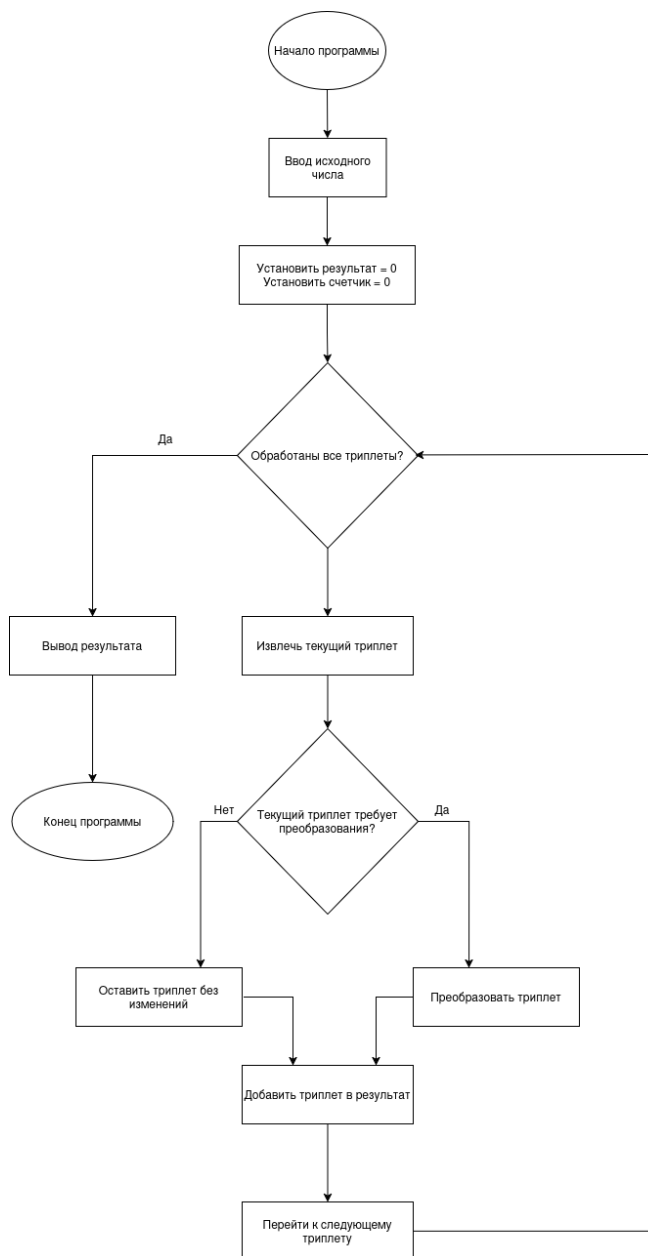 Начало программы
Ввод исходного
числа
Установить результат = 0
Установить счетчик = 0
Да
Обработаны все триплеты?
Вывод результата
Извлечь текущий триплет
Конец программы
Нет
Текущий триплет требует
преобразования?
Да
Оставить триплет без
изменений
Преобразовать триплет
Добавить триплет в результат
Перейти к следующему
триплету